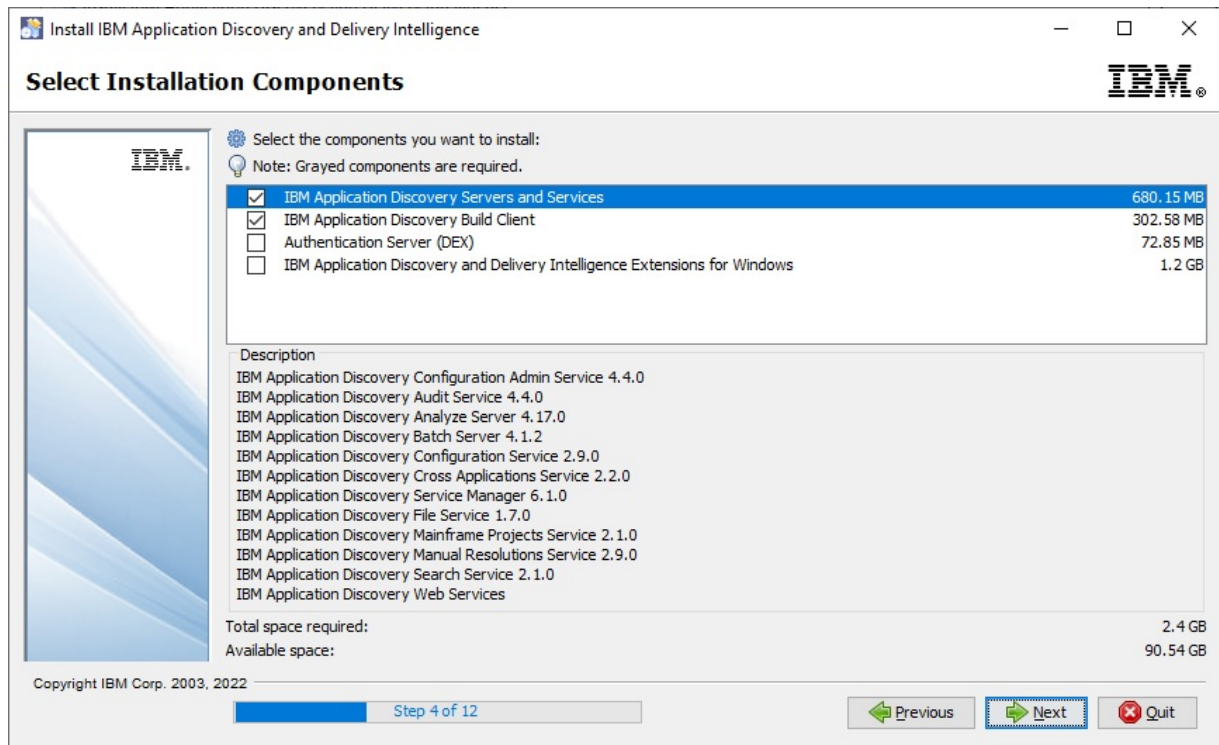 Install IBM Application Discovery and Delivery Intelligence
Select Installation Components
IBM®
IBM.
Select the components you want to install:
Note: Grayed components are required.
IBM Application Discovery Servers and Services 680.15 MB
IBM Application Discovery Build Client 302.58 MB
Authentication Server (DEX) 72.85 MB
IBM Application Discovery and Delivery Intelligence Extensions for Windows 1.2 GB
Description
IBM Application Discovery Configuration Admin Service 4.4.0
IBM Application Discovery Audit Service 4.4.0
IBM Application Discovery Analyze Server 4.17.0
IBM Application Discovery Batch Server 4.1.2
IBM Application Discovery Configuration Service 2.9.0
IBM Application Discovery Cross Applications Service 2.2.0
IBM Application Discovery Service Manager 6.1.0
IBM Application Discovery File Service 1.7.0
IBM Application Discovery Mainframe Projects Service 2.1.0
IBM Application Discovery Manual Resolutions Service 2.9.0
IBM Application Discovery Search Service 2.1.0
IBM Application Discovery Web Services
Total space required: 2.4 GB
Available space: 90.54 GB
Copyright IBM Corp. 2003, 2022
Step 4 of 12
Previous
Next
Quit